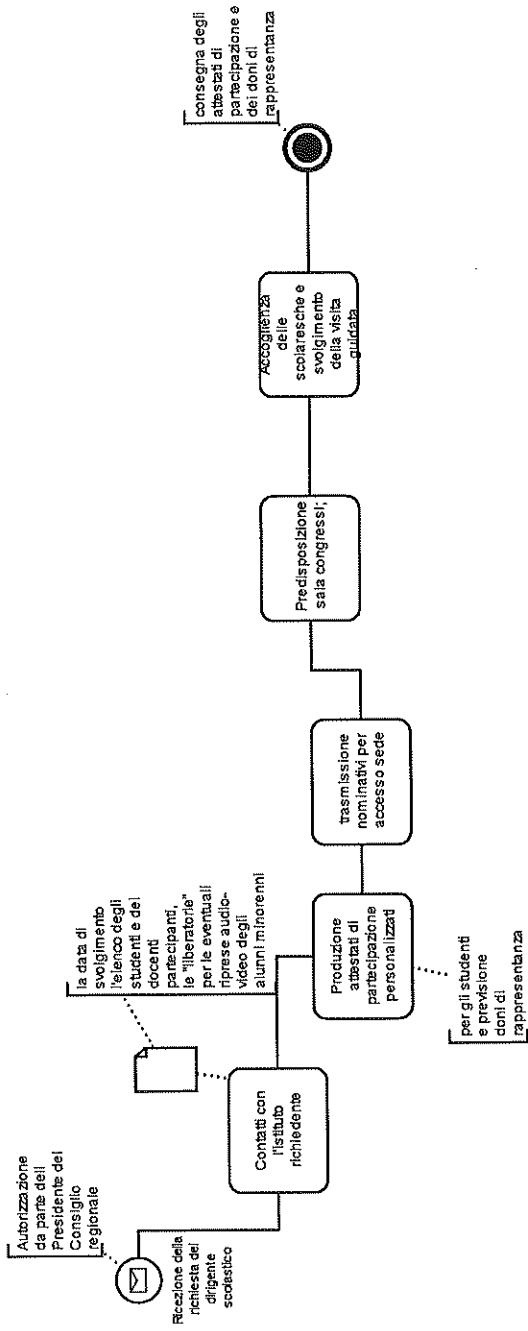 Autorizzazione
da parte dell
Presidente del
Consiglio
regionale
Ricezione della
richiesta del
dirigente
scolastico
Contatti con
l'istituto
richiedente
la data di
svolgimento
l'elenco degli
studenti e dei
docenti
partecipanti,
le "liberatorie"
per le eventuali
riprese audio-
video degli
alunni minorenni
Produzione
attestati di
partecipazione
personalizzati
per gli studenti
e previsione
doni di
rappresentanza
trasmissione
nominativi per
accesso sede
Predisposizione
sala congressi;
Accoglienza
delle
scolaresche e
svolgimento
della visita
guidata
consegna degli
attestati di
partecipazione e
dei doni di
rappresentanza